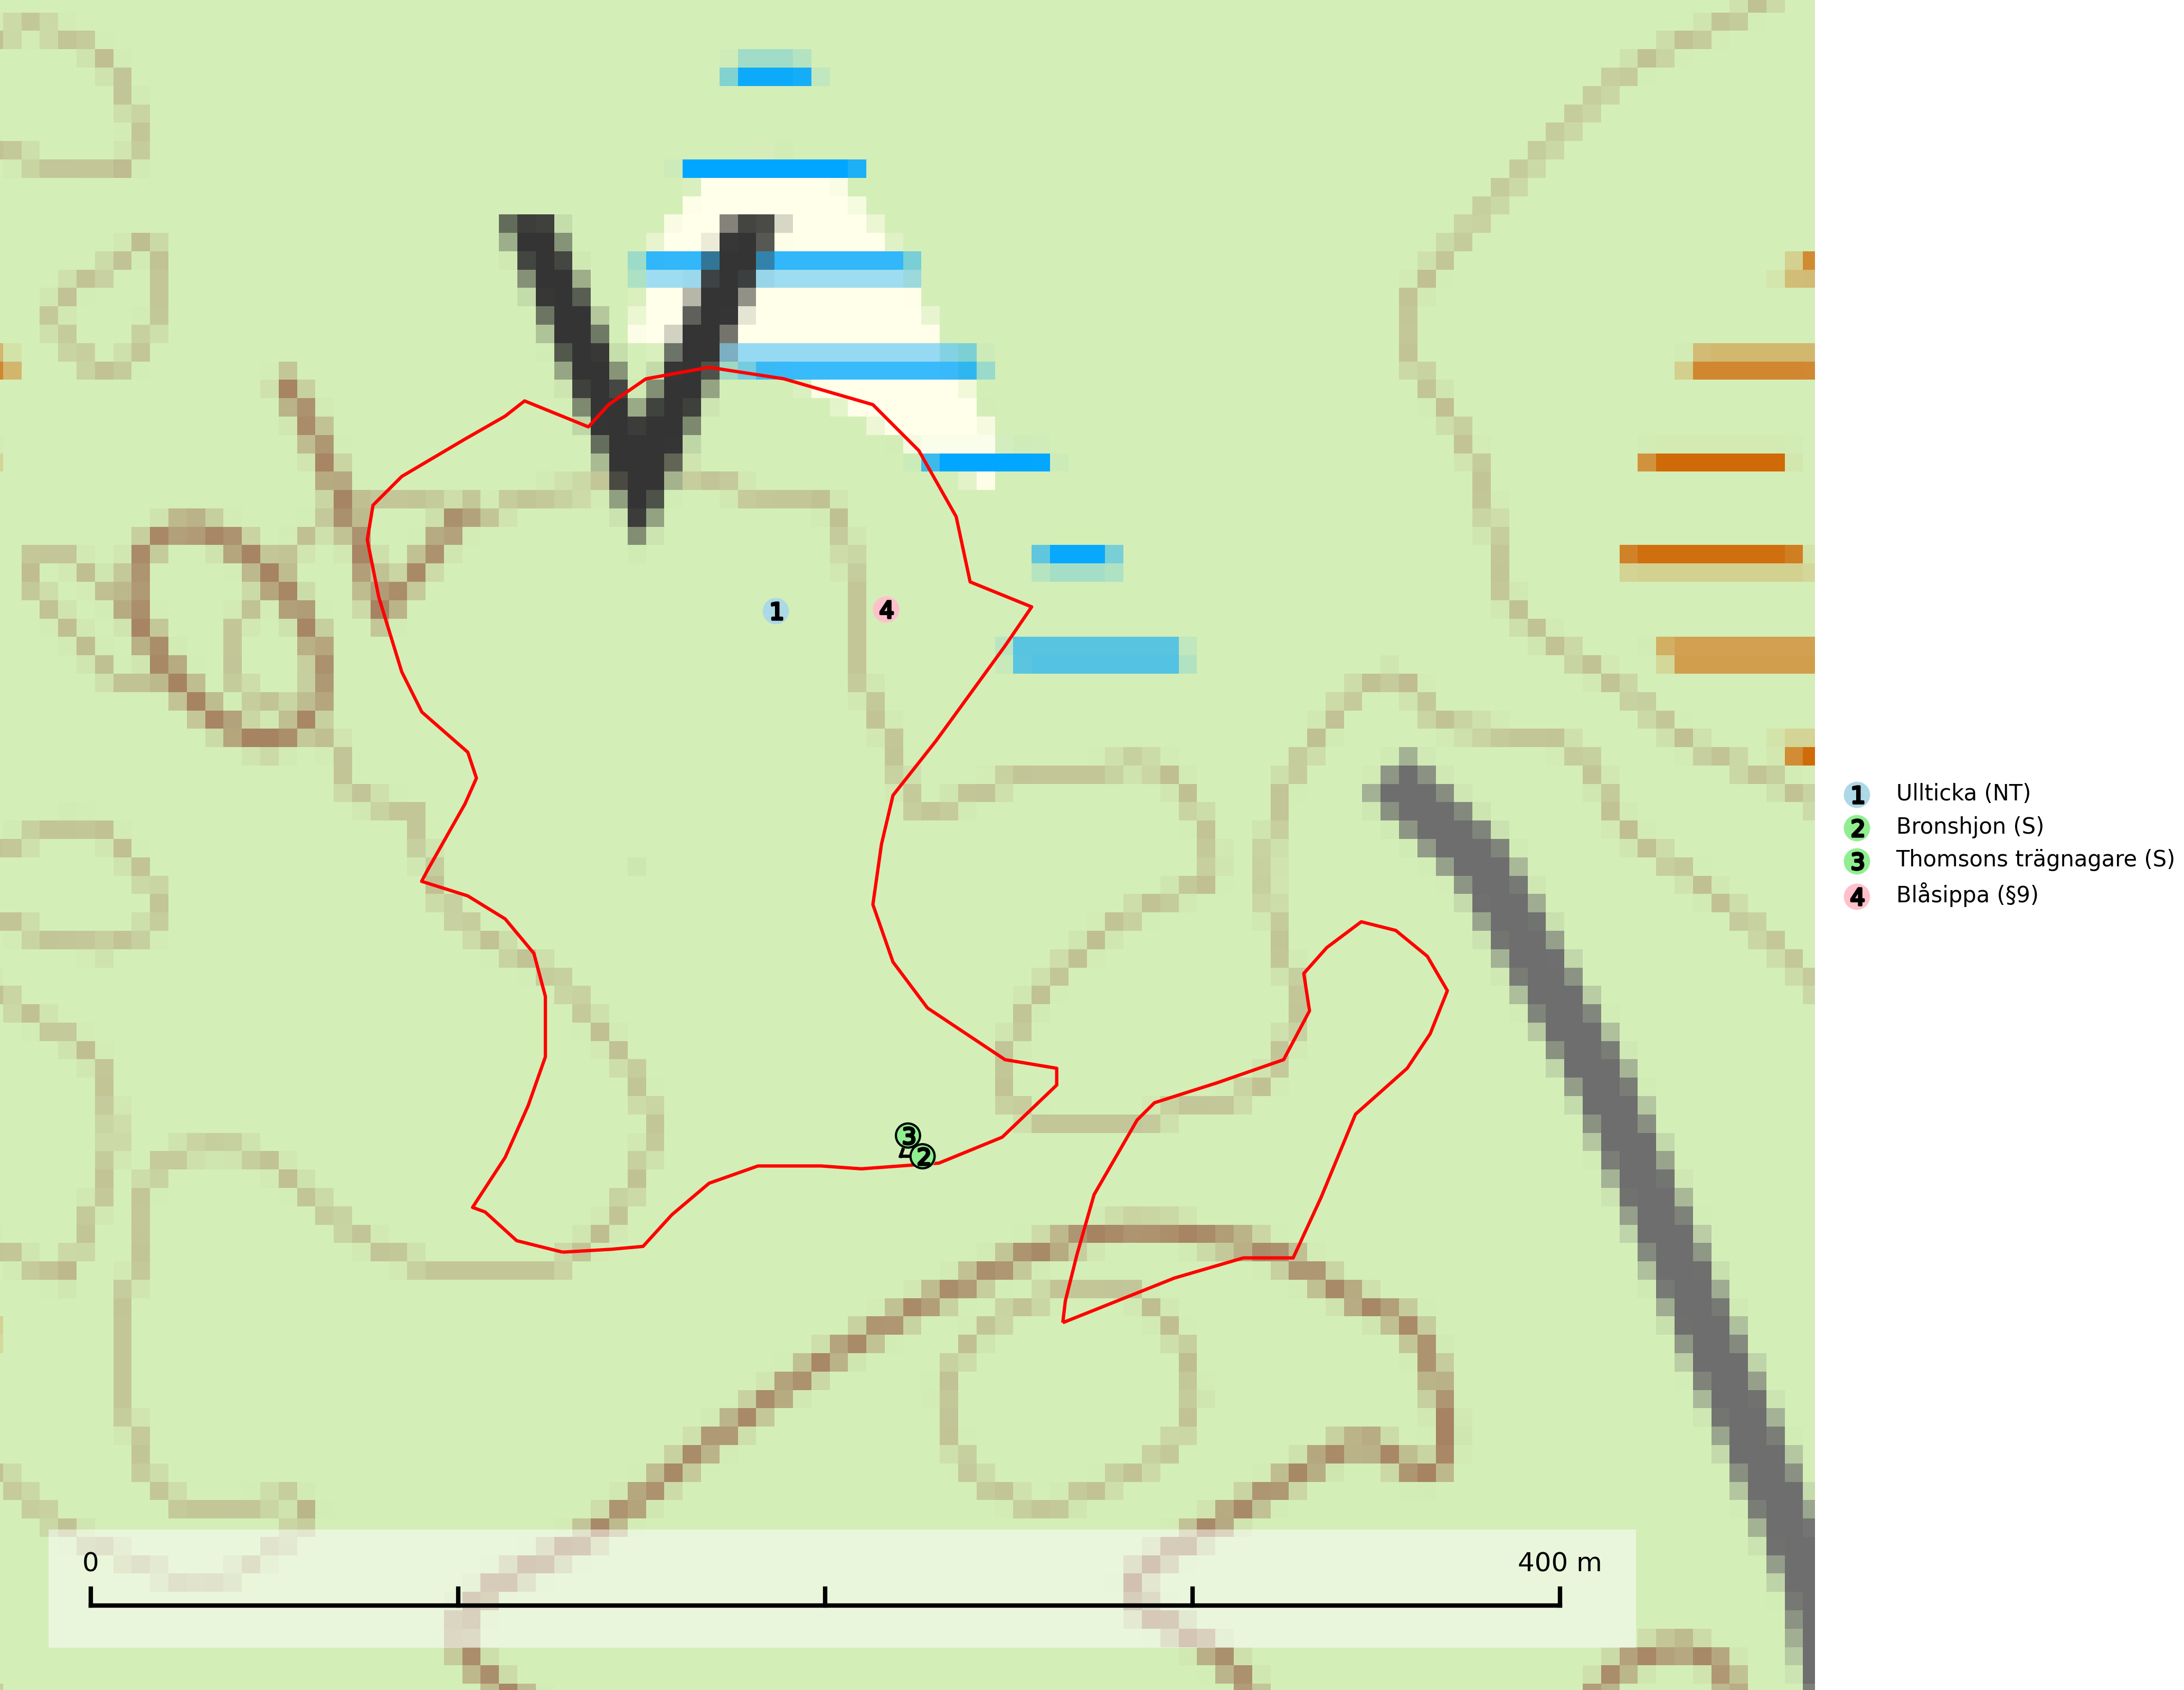 1
4
3
2
1 Ullticka (NT)
2 Bronshjon (S)
3 Thomsons trägnagare (S)
4 Blåsippa (§9)
0 400 m